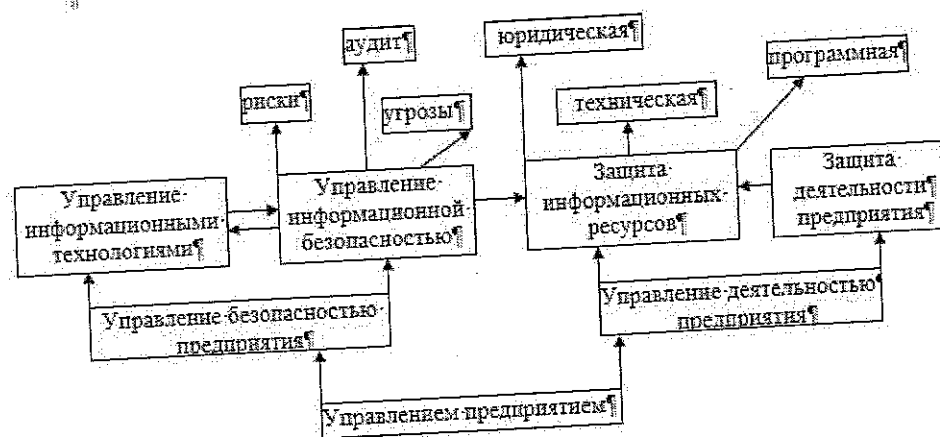 аудит¶
юридическая¶
программная¶
риски¶
угрозы¶
техническая¶
Управление·
информационными·
технологиями¶
Управление·
информационной·
безопасностью¶
Защита·
информационных·
ресурсов¶
Защита·
деятельности·
предприятия¶
Управление·безопасностью·
предприятия¶
Управление·деятельностью·
предприятия¶
Управлением·предприятием¶